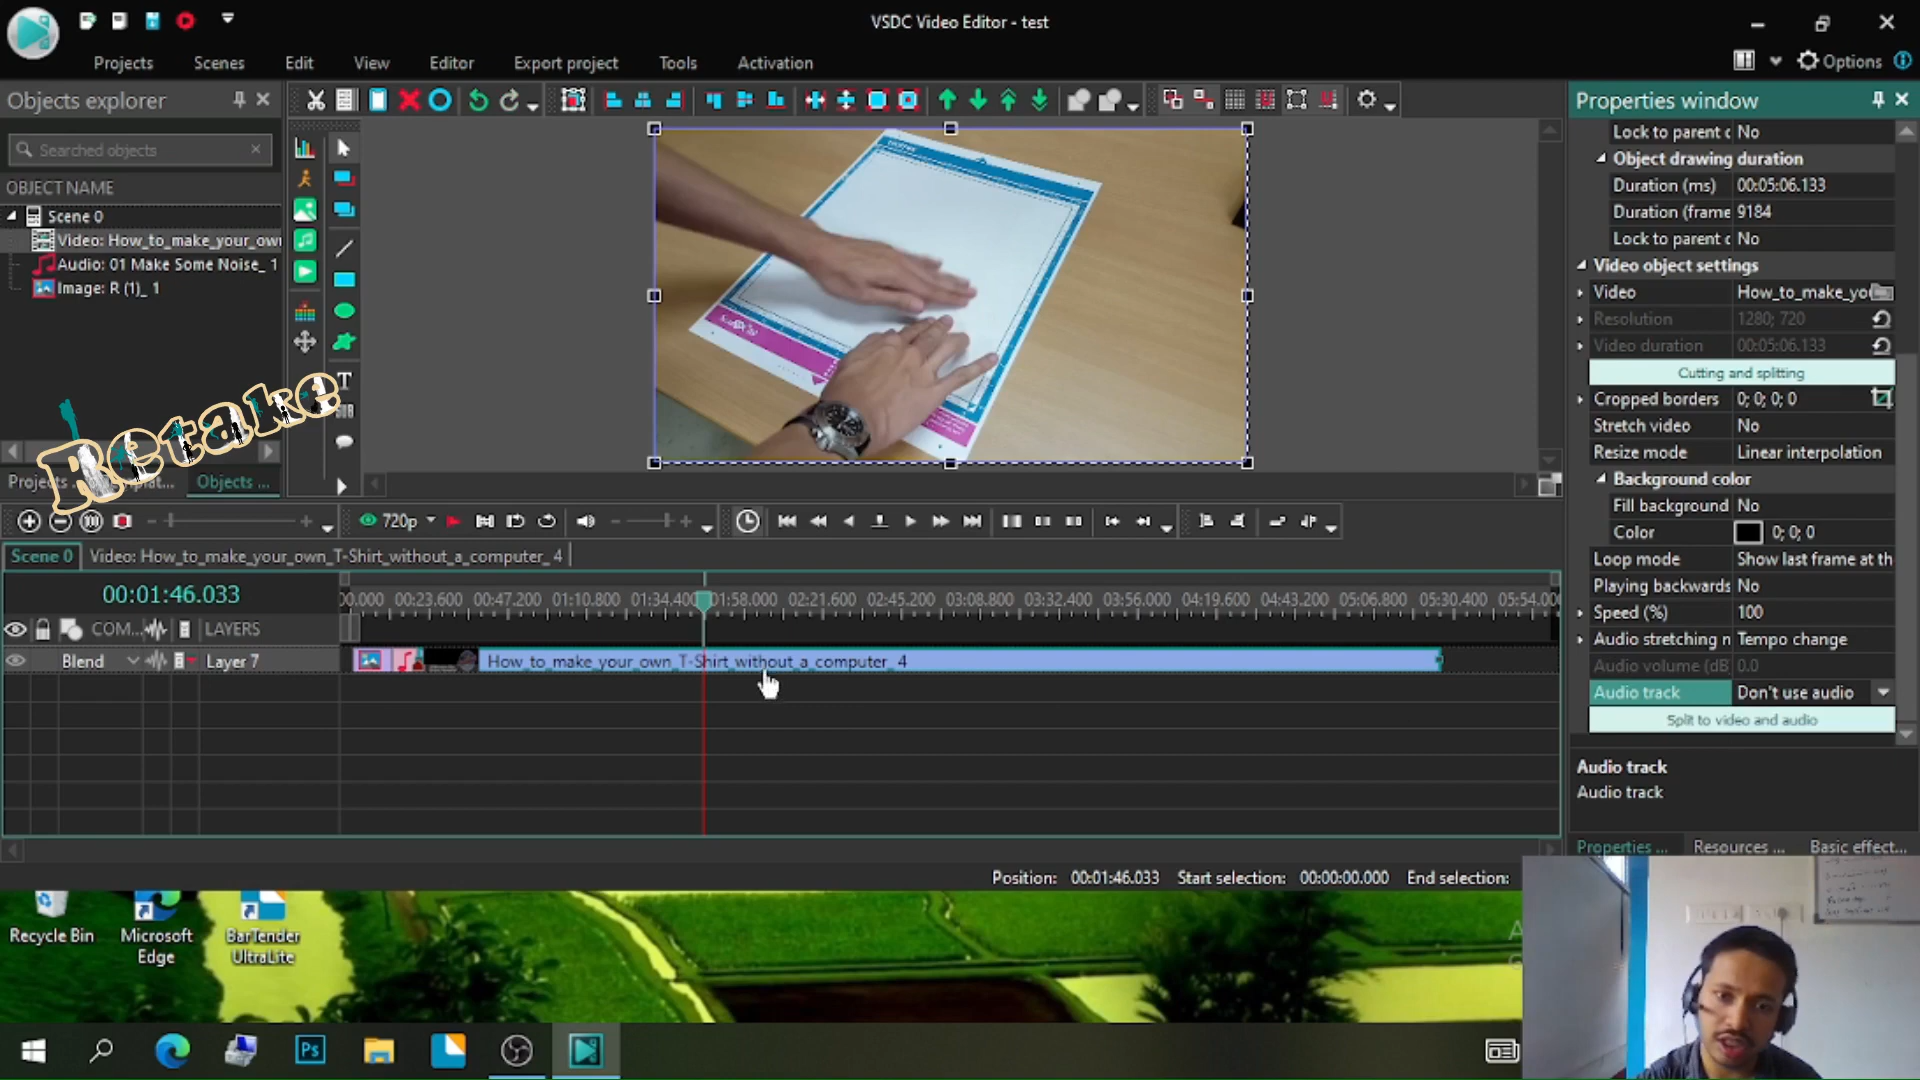 VSDC Video Editor - test
Projects Scenes Edit View Editor Export project Tools Activation
Options
Objects explorer
Searched objects
OBJECT NAME
Scene 0
Video: How_to_make_your_own
Audio: 01 Make Some Noise_ 1
Image: R (1)_ 1
Retake
Objects ...
Properties window
Lock to parent c No
Object drawing duration
Duration (ms) 00:05:06.133
Duration (frame 9184
Lock to parent c No
Video object settings
Video How_to_make_yo
Resolution 1280; 720
Video duration 00:05:06.133
Cutting and splitting
Cropped borders 0; 0; 0; 0
Stretch video No
Resize mode Linear interpolation
Background color
Fill background No
Color 0; 0; 0
Loop mode Show last frame at th
Playing backwards No
Speed (%) 100
Audio stretching n Tempo change
Audio volume (dB 0.0
Audio track Don't use audio
Split to video and audio
Audio track
Audio track
Properties ... Resources ... Basic effect...
720p
Scene 0 Video: How_to_make_your_own_T-Shirt_without_a_computer_4
00:01:46.033
00.000 00:23.600 00:47.200 01:10.800 01:34.400 01:58.000 02:21.600 02:45.200 03:08.800 03:32.400 03:56.000 04:19.600 04:43.200 05:06.800 05:30.400 05:54.00
COM... LAYERS
Blend Layer 7
How_to_make_your_own_T-Shirt_without_a_computer_4
Position: 00:01:46.033 Start selection: 00:00:00.000 End selection:
Recycle Bin
Microsoft Edge
BarTender UltraLite
Ps